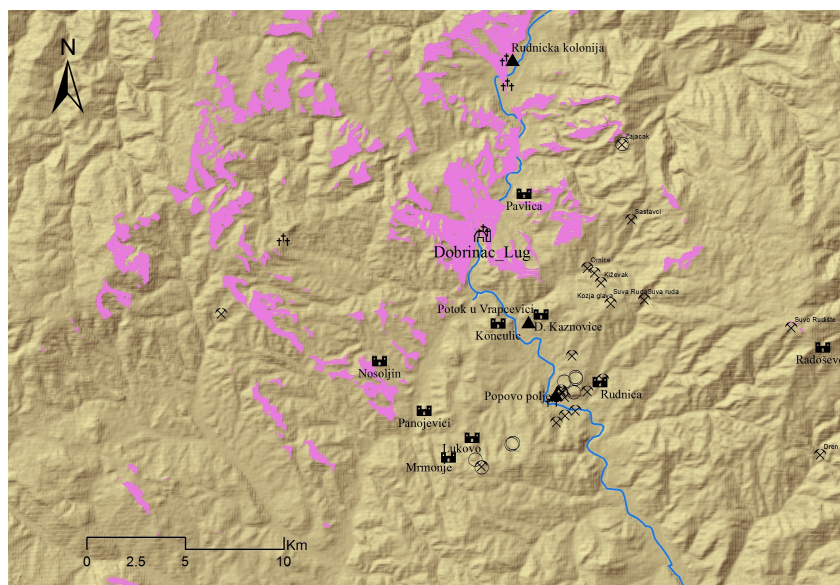 N
Rudnicka kolonija
Zajacak
Pavlica
Sastavci
Dobrinac_Lug
Crnice
Kiževak
Kozja glava
Suva Ruda
Suva ruda
Potok u Vrapcevici
Konculic
D. Kaznovice
Suvo Rudište
Radoševo
Nosoljin
Popovo polje
Rudnica
Panojevici
Lukovo
Mrmonje
Dren
Km
0 2.5 5 10